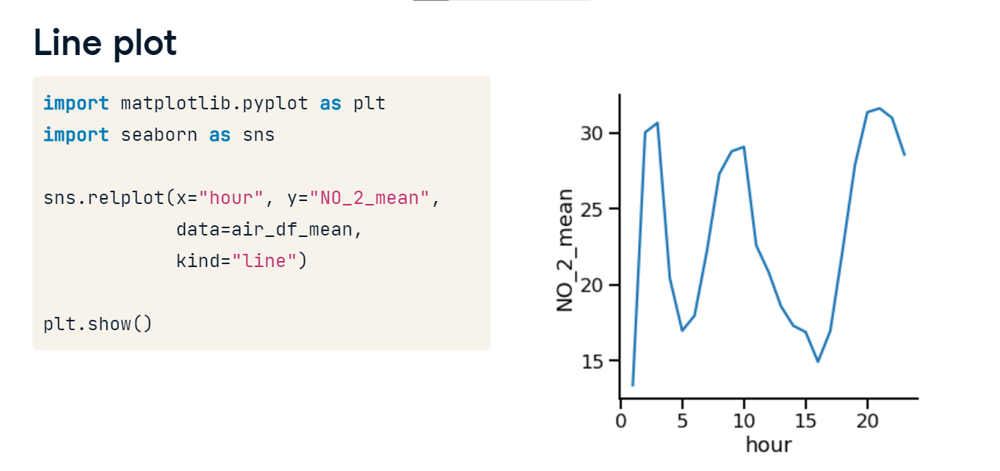 Line plot
import matplotlib.pyplot as plt
import seaborn as sns
sns.relplot(x="hour", y="NO_2_mean",
            data=air_df_mean,
            kind="line")
plt.show()
NO_2_mean
30
25
20
15
0 5 10 15 20
hour